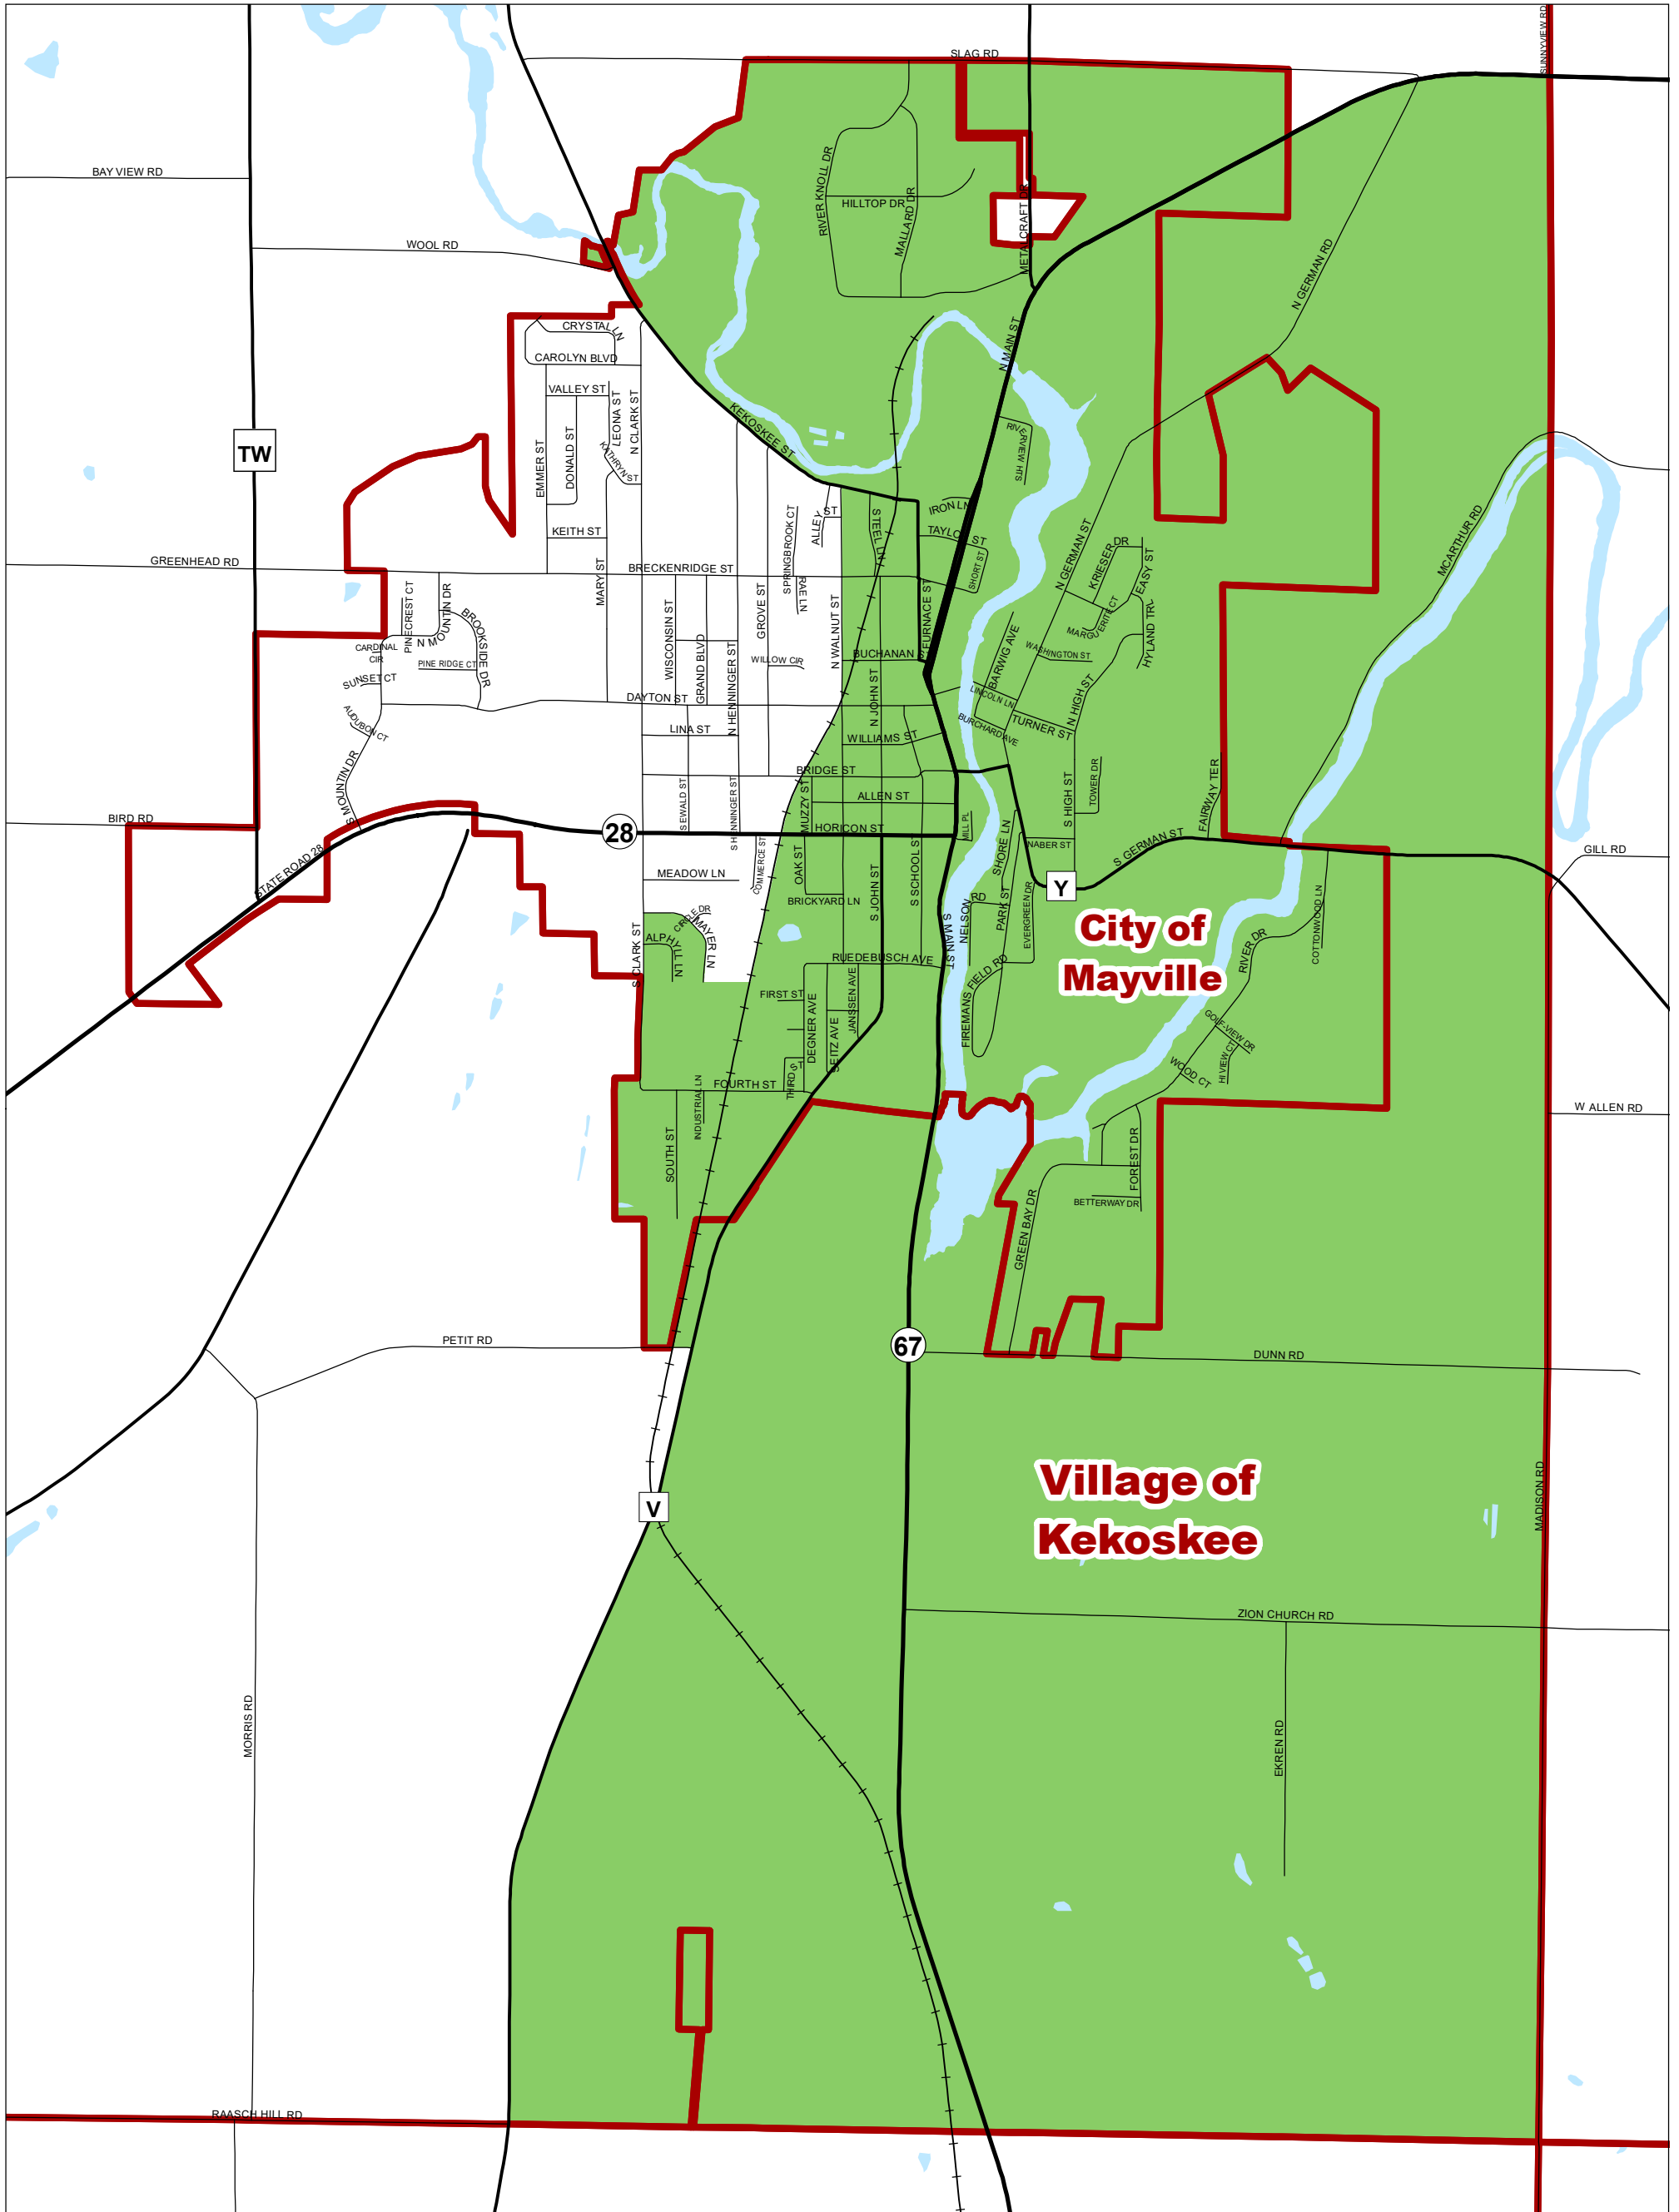 SLAG RD
SUNNYVIEW RD
BAY VIEW RD
RIVER KNOLL DR
HILLTOP DR
MALLARD DR
METALCRAFT DR
WOOL RD
N GERMAN RD
CRYSTAL LN
CAROLYN BLVD
N MAIN ST
VALLEY ST
LEONA ST
N CLARK ST
KEKOSKEE ST
TW
EMMER ST
DONALD ST
KATHRYN ST
RIVERVIEW HTS
SPRINGBROOK CT
ALLEY ST
STEEL LN
IRON LN
TAYLOR ST
SHORT ST
N GERMAN ST
KRIESER DR
EASY ST
MCARTHUR RD
KEITH ST
GREENHEAD RD
BRECKENRIDGE ST
MARY ST
RAE LN
PINECREST CT
N MOUNTIN DR
BROOKSIDE DR
WISCONSIN ST
GRAND BLVD
N HENNINGER ST
GROVE ST
N WALNUT ST
FURNACE ST
MARGUERITE CT
HYLAND TRL
CARDINAL
CIR
PINE RIDGE CT
WILLOW CIR
BUCHANAN ST
BARWIG AVE
WASHINGTON ST
SUNSET CT
DAYTON ST
N JOHN ST
LINCOLN LN
N HIGH ST
AUDUBON CT
LINA ST
WILLIAMS ST
BURCHARD AVE
TURNER ST
S MOUNTIN DR
BRIDGE ST
S EWALD ST
S HENNINGER ST
MUZZY ST
ALLEN ST
S HIGH ST
TOWER DR
FAIRWAY TER
BIRD RD
28
HORICON ST
MILL PL
SHORE LN
NABER ST
S GERMAN ST
GILL RD
STATE ROAD 28
MEADOW LN
COMMERCE ST
OAK ST
BRICKYARD LN
S JOHN ST
S SCHOOL ST
NELSON RD
PARK ST
EVERGREEN DR
Y
COTTONWOOD LN
City of
Mayville
S CLARK ST
ALPHYLL LN
CIRCLE DR
MAYER LN
S MAIN ST
RUEDEBUSCH AVE
RIVER DR
FIRST ST
DEGNER AVE
SEITZ AVE
JANSSEN AVE
FIREMANS FIELD RD
GOLF-VIEW DR
HI VIEW CT
WOOD CT
FOURTH ST
THIRD ST
INDUSTRIAL LN
SOUTH ST
W ALLEN RD
FOREST DR
BETTERWAY DR
GREEN BAY DR
PETIT RD
67
DUNN RD
Village of
Kekoskee
V
MADISON RD
ZION CHURCH RD
MORRIS RD
EKREN RD
RAASCH HILL RD